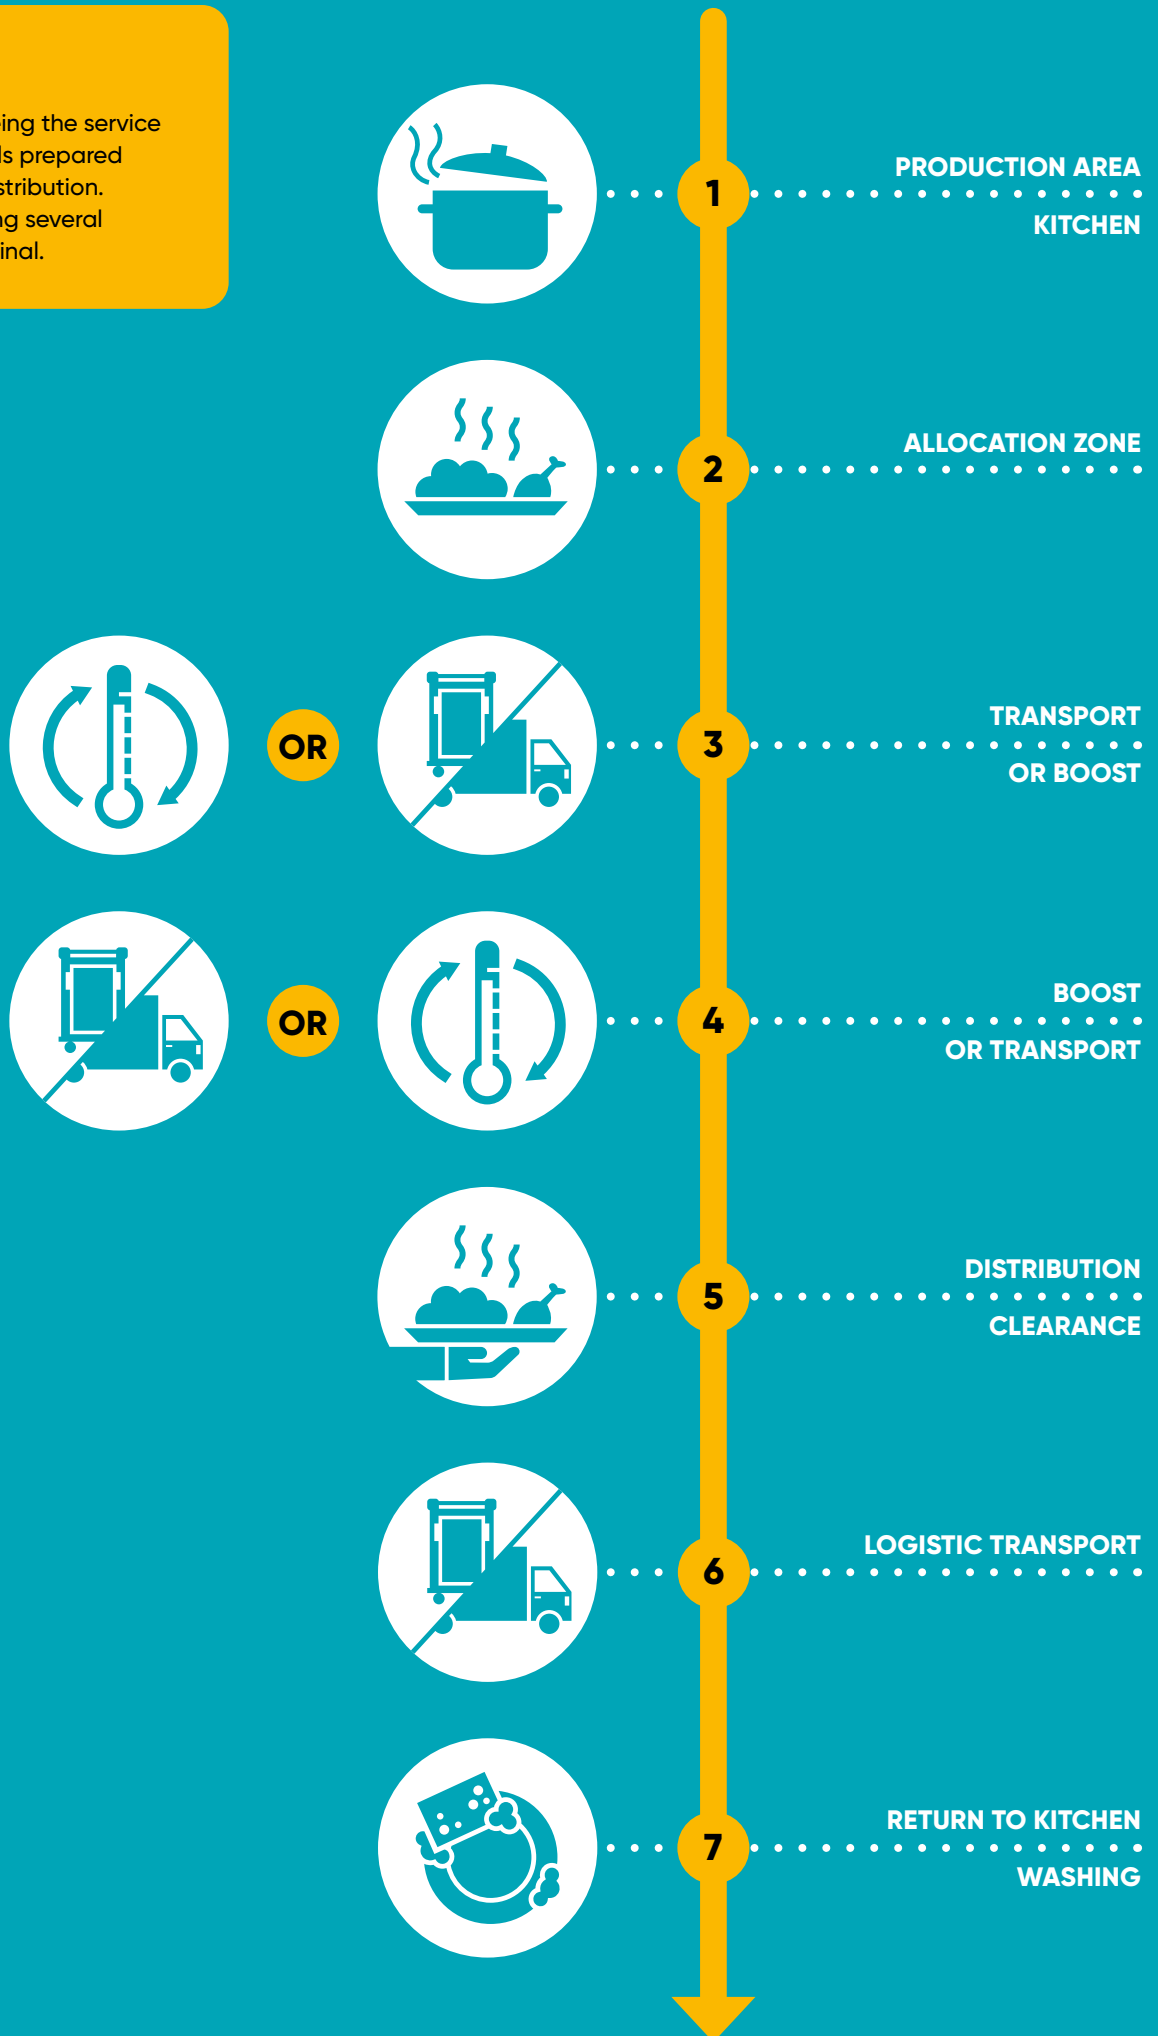 ing the service
ls prepared
stribution.
ng several
inal.
1
PRODUCTION AREA
KITCHEN
2
ALLOCATION ZONE
OR
3
TRANSPORT
OR BOOST
OR
4
BOOST
OR TRANSPORT
5
DISTRIBUTION
CLEARANCE
6
LOGISTIC TRANSPORT
7
RETURN TO KITCHEN
WASHING